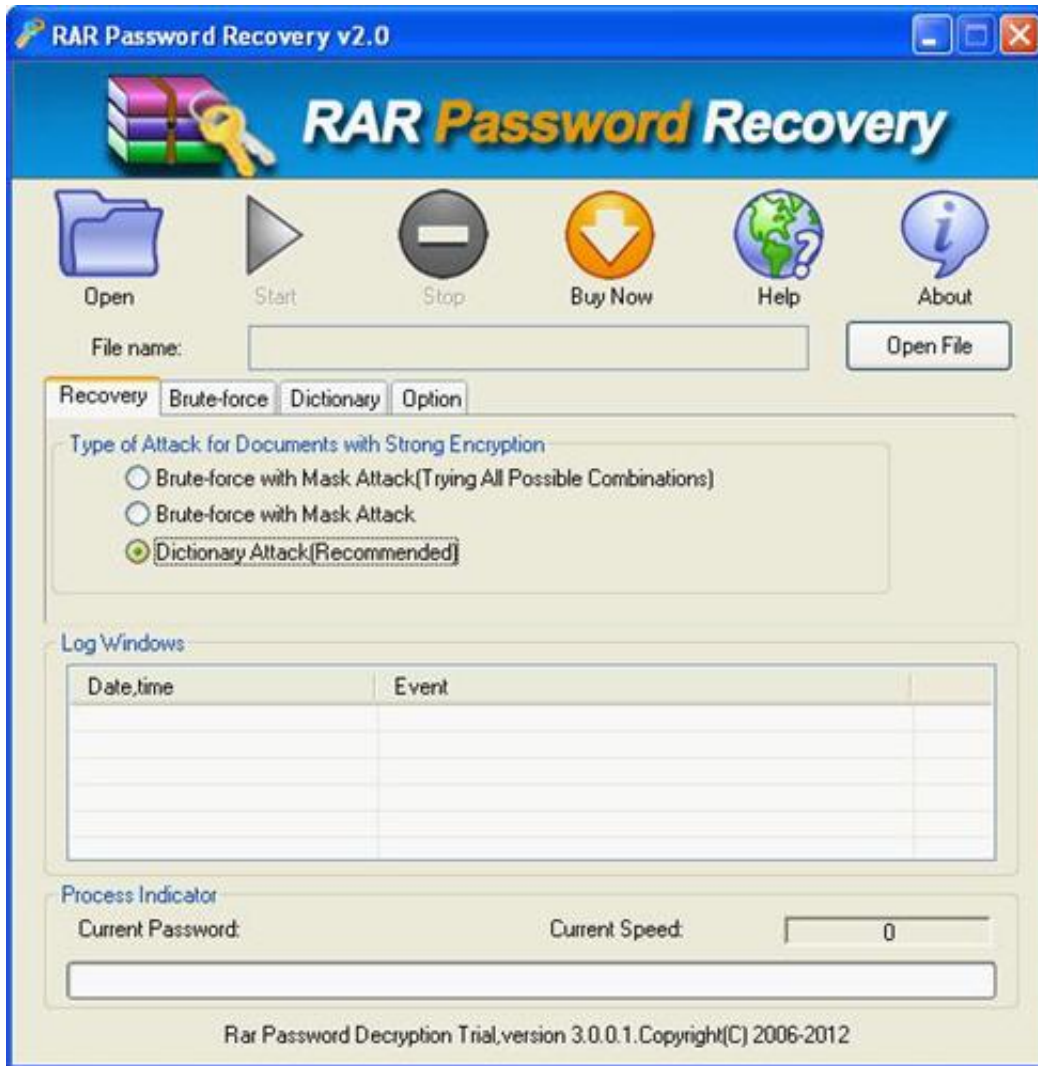 RAR Password Recovery v2.0
RAR Password Recovery
Open Start Stop Buy Now Help About
File name: Open File
Recovery Brute-force Dictionary Option
Type of Attack for Documents with Strong Encryption
Brute-force with Mask Attack(Trying All Possible Combinations)
Brute-force with Mask Attack
Dictionary Attack(Recommended)
Log Windows
Date,time Event
Process Indicator
Current Password: Current Speed: 0
Rar Password Decryption Trial,version 3.0.0.1.Copyright(C) 2006-2012